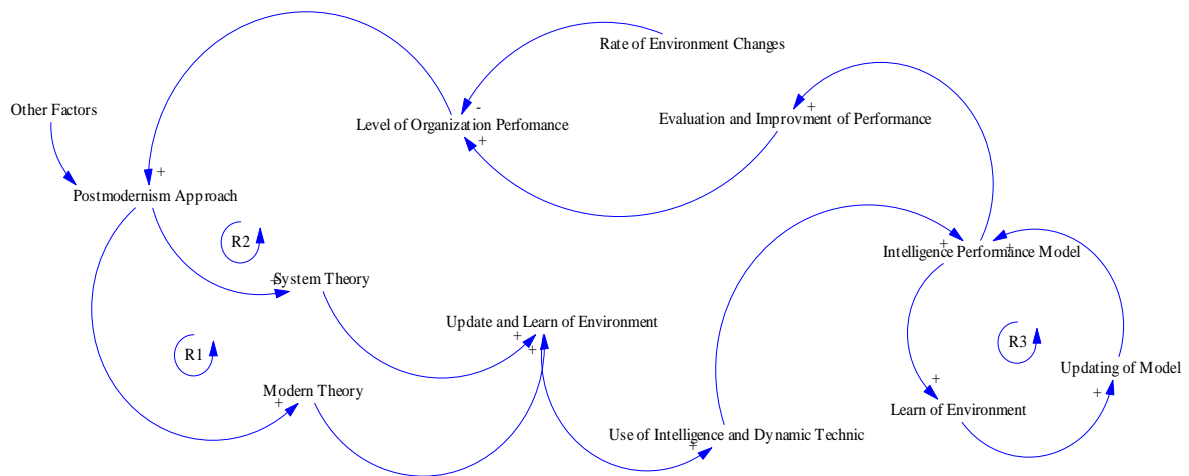 Rate of Environment Changes
Other Factors
-
+
Level of Organization Perfomance
Evaluation and Improvment of Performance
+
+
Postmodernism Approach
R2
+
+
Intelligence Performance Model
+
System Theory
+
Update and Learn of Environment
+
+
R1
R3
Updating of Model
+
Modern Theory
+
+
Learn of Environment
Use of Intelligence and Dynamic Technic
+